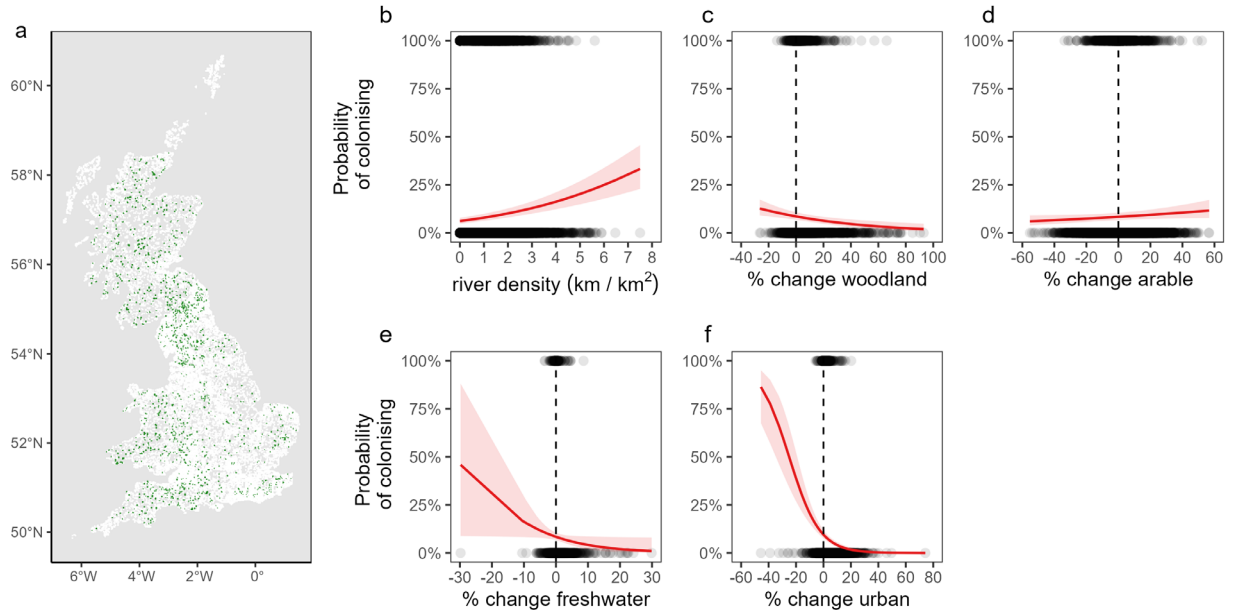 a
60°N
58°N
56°N
54°N
52°N
50°N
6°W 4°W 2°W 0°
b
Probability
of colonising
100%
75%
50%
25%
0%
0 1 2 3 4 5 6 7 8
river density (km / km²)
c
100%
75%
50%
25%
0%
-40 -20 0 20 40 60 80 100
% change woodland
d
100%
75%
50%
25%
0%
-60 -40 -20 0 20 40 60
% change arable
e
Probability
of colonising
100%
75%
50%
25%
0%
-30 -20 -10 0 10 20 30
% change freshwater
f
100%
75%
50%
25%
0%
-60 -40 -20 0 20 40 60 80
% change urban